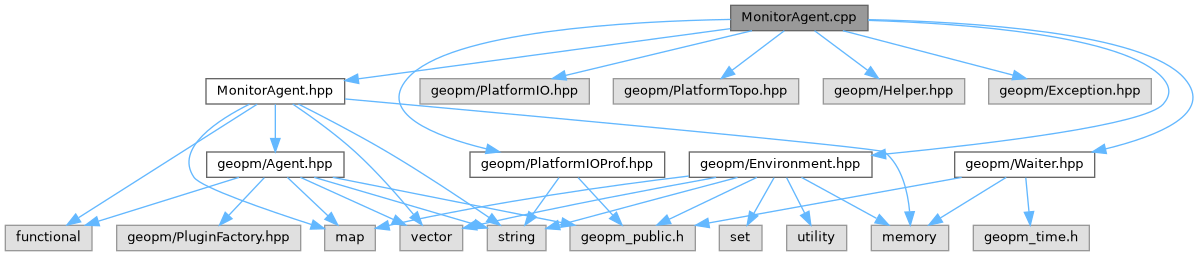 MonitorAgent.cpp
MonitorAgent.hpp
geopm/PlatformIO.hpp
geopm/PlatformTopo.hpp
geopm/Helper.hpp
geopm/Exception.hpp
geopm/Agent.hpp
geopm/PlatformIOProf.hpp
geopm/Environment.hpp
geopm/Waiter.hpp
functional
geopm/PluginFactory.hpp
map
vector
string
geopm_public.h
set
utility
memory
geopm_time.h